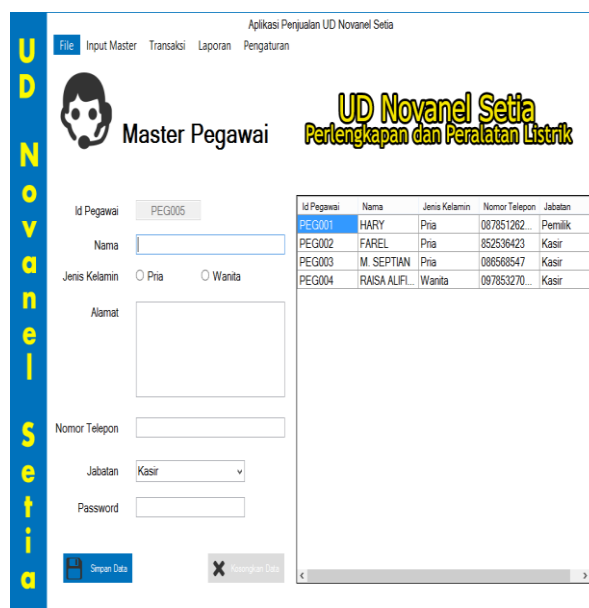 Aplikasi Penjualan UD Novanel Setia
File Input Master Transaksi Laporan Pengaturan
UD Novanel Setia
Master Pegawai
UD Novanel Setia
Perlengkapan dan Peralatan Listrik
Id Pegawai PEG005
Nama
Jenis Kelamin Pria Wanita
Alamat
Nomor Telepon
Jabatan Kasir
Password
Simpan Data Kosongkan Data
Id Pegawai Nama Jenis Kelamin Nomor Telepon Jabatan
PEG001 HARY Pria 087851262... Pemilik
PEG002 FAREL Pria 852536423 Kasir
PEG003 M. SEPTIAN Pria 086568547 Kasir
PEG004 RAISA ALIFI... Wanita 097853270... Kasir